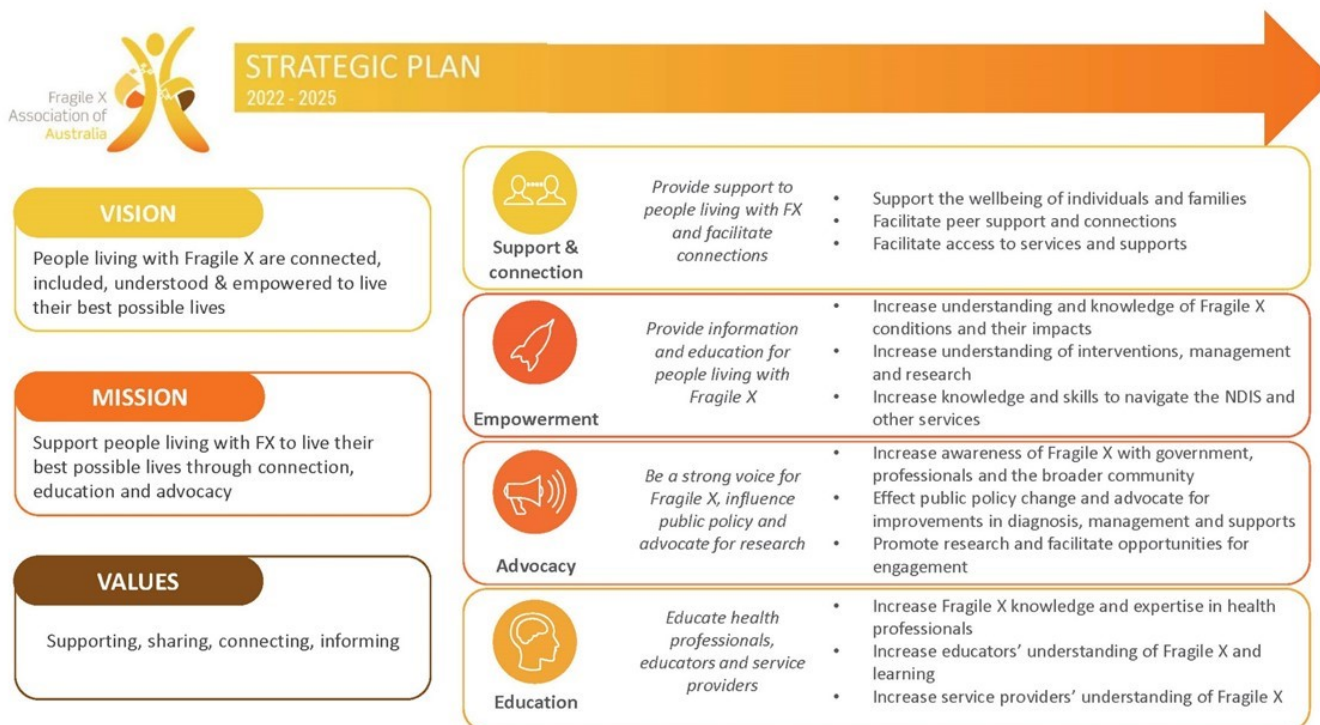 Fragile X
Association of
Australia
STRATEGIC PLAN
2022 - 2025
VISION
People living with Fragile X are connected,
included, understood & empowered to live
their best possible lives
MISSION
Support people living with FX to live their
best possible lives through connection,
education and advocacy
VALUES
Supporting, sharing, connecting, informing
Support &
connection
Provide support to
people living with FX
and facilitate
connections
• Support the wellbeing of individuals and families
• Facilitate peer support and connections
• Facilitate access to services and supports
Empowerment
Provide information
and education for
people living with
Fragile X
• Increase understanding and knowledge of Fragile X
conditions and their impacts
• Increase understanding of interventions, management
and research
• Increase knowledge and skills to navigate the NDIS and
other services
Advocacy
Be a strong voice for
Fragile X, influence
public policy and
advocate for research
• Increase awareness of Fragile X with government,
professionals and the broader community
• Effect public policy change and advocate for
improvements in diagnosis, management and supports
• Promote research and facilitate opportunities for
engagement
Education
Educate health
professionals,
educators and service
providers
• Increase Fragile X knowledge and expertise in health
professionals
• Increase educators' understanding of Fragile X and
learning
• Increase service providers' understanding of Fragile X